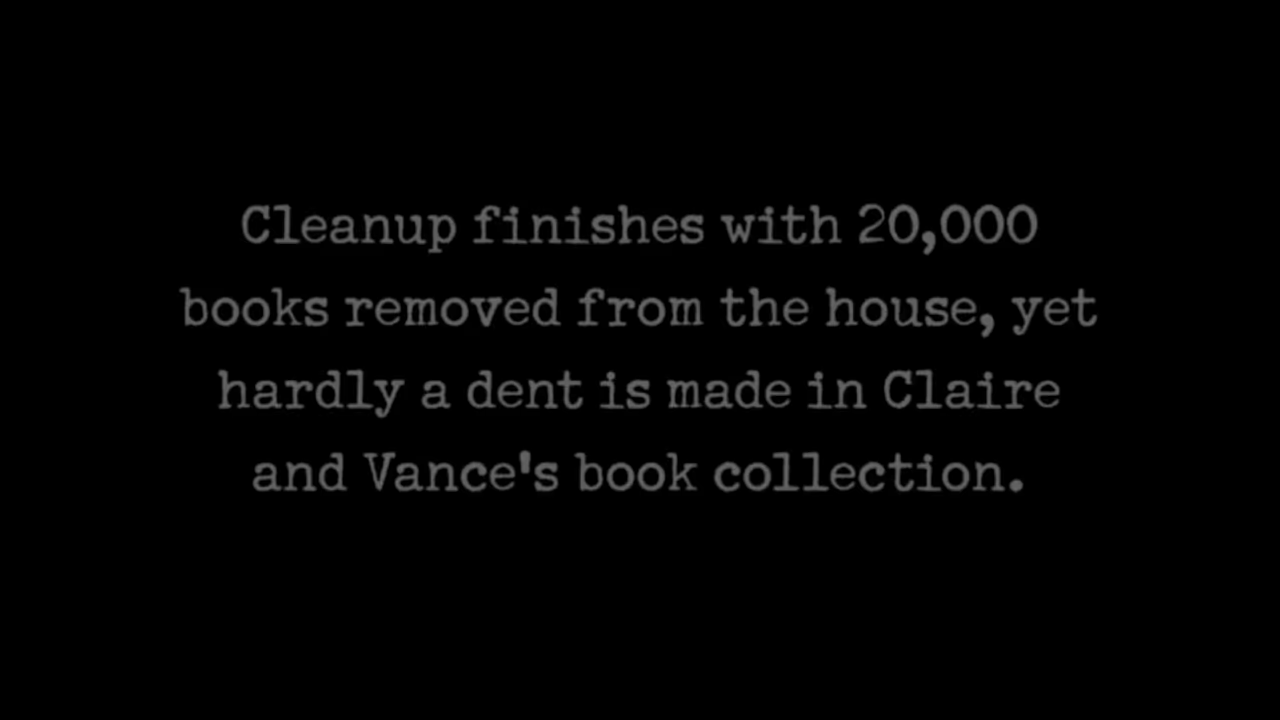 Cleanup finishes with 20,000
books removed from the house, yet
hardly a dent is made in Claire
and Vance's book collection.